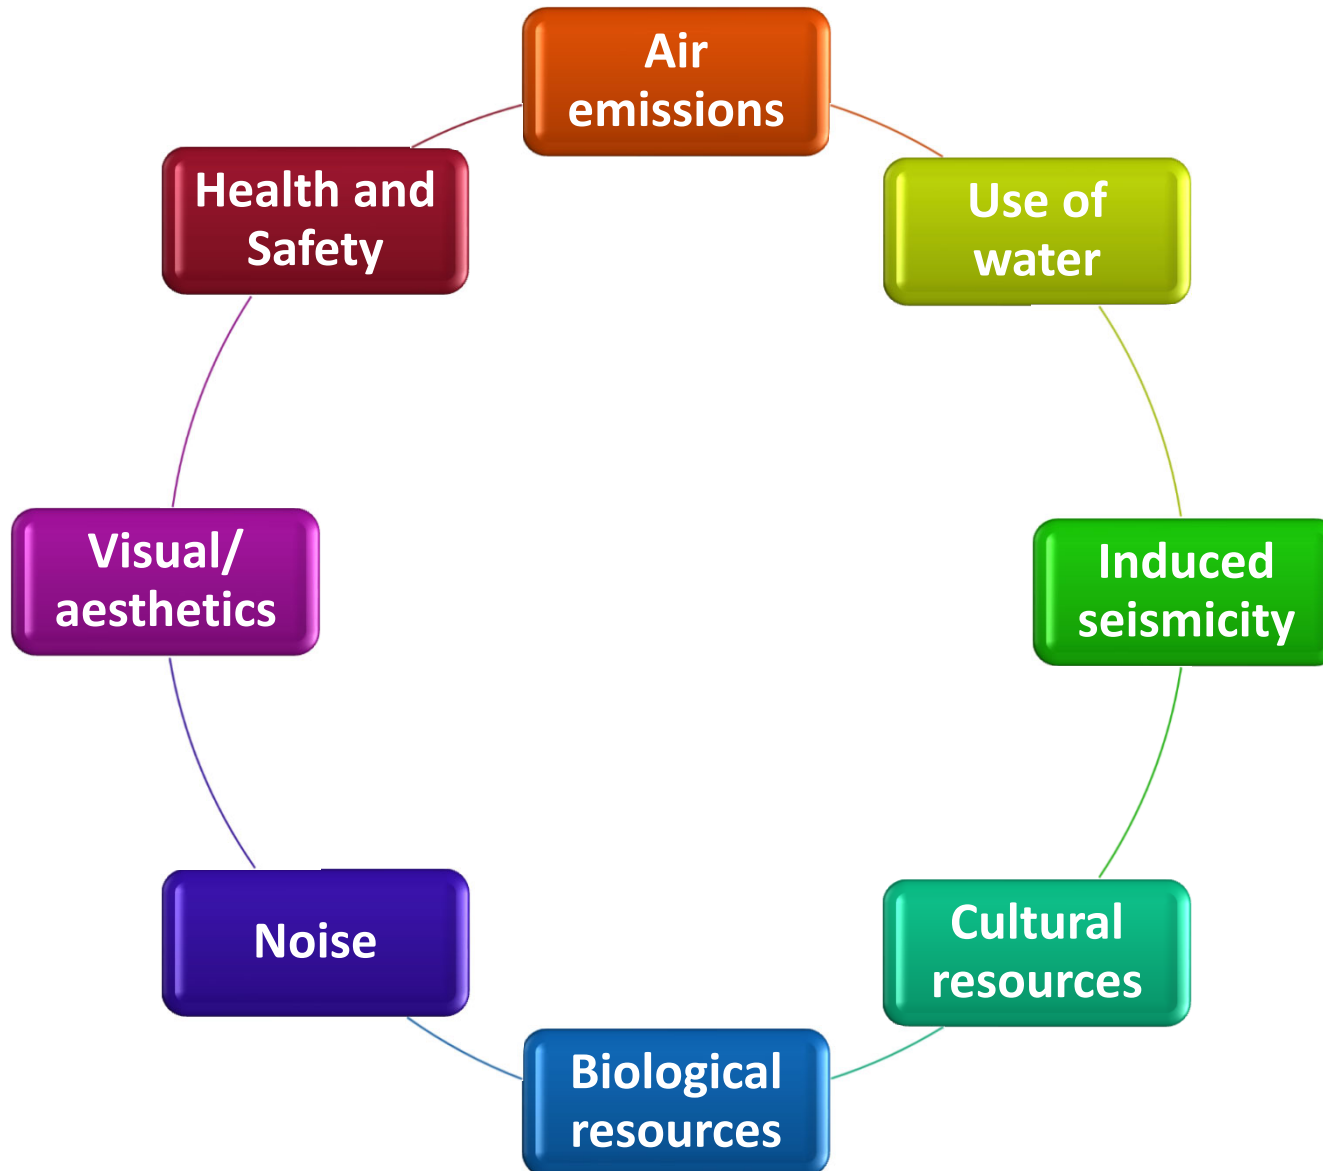 Air
emissions
Use of
water
Induced
seismicity
Cultural
resources
Biological
resources
Noise
Visual/
aesthetics
Health and
Safety